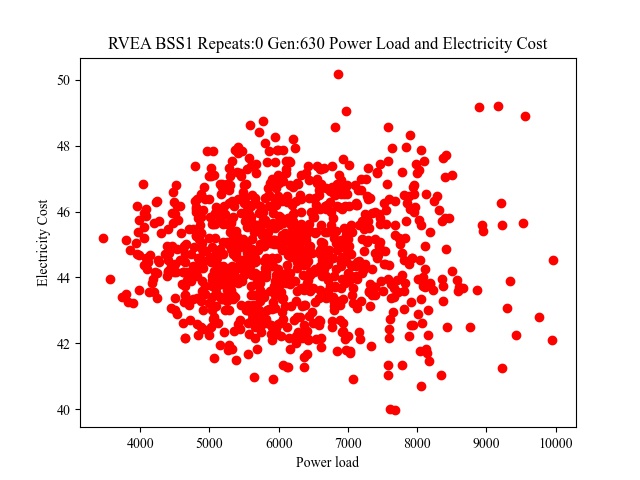 RVEA BSS1 Repeats:0 Gen:630 Power Load and Electricity Cost
50
48
46
44
42
40
Electricity Cost
4000 5000 6000 7000 8000 9000 10000
Power load